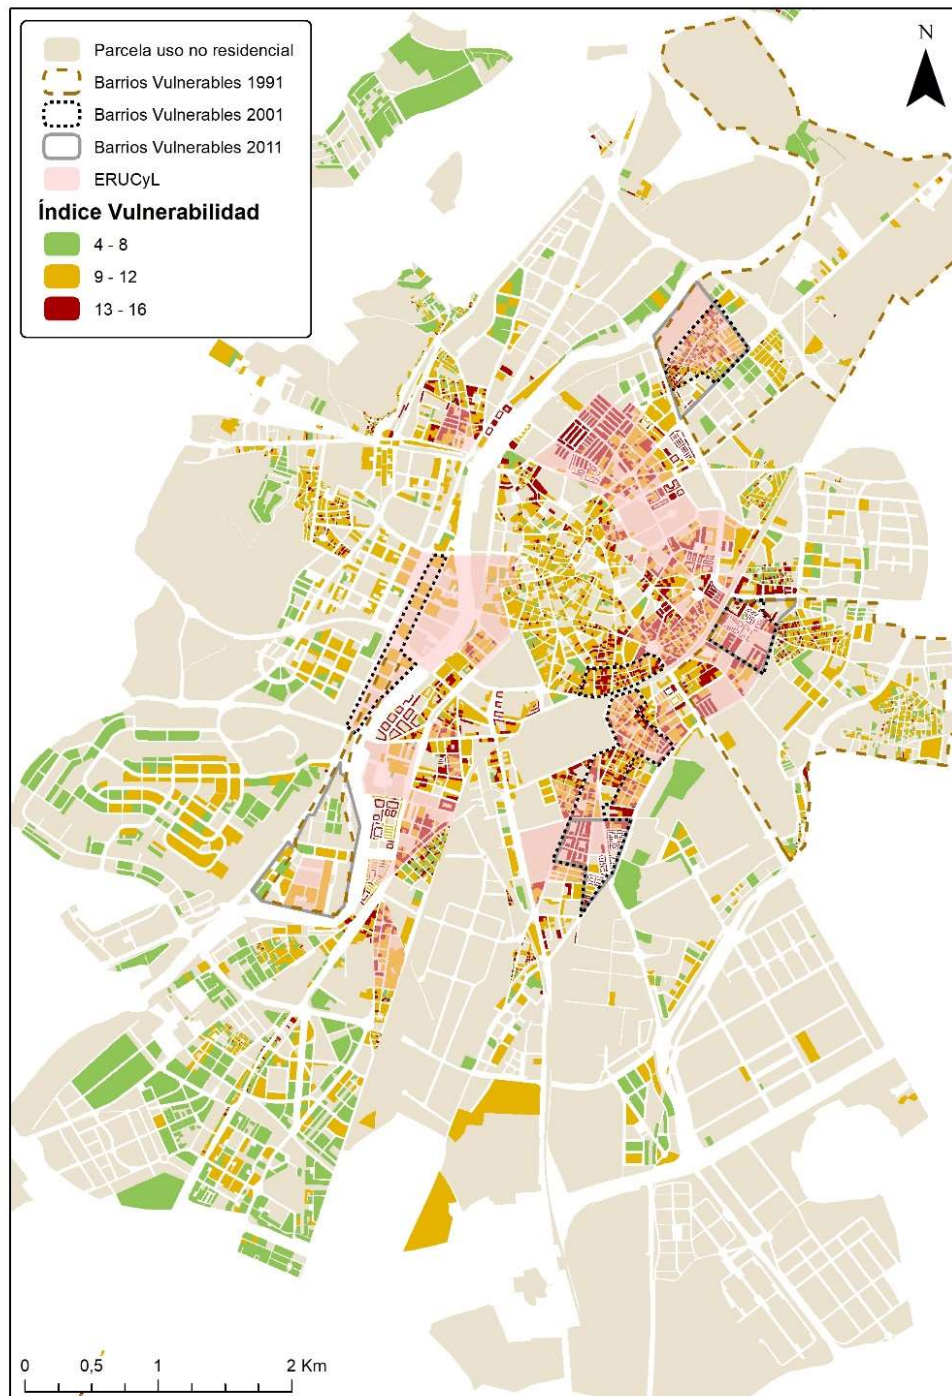 Parcela uso no residencial
Barrios Vulnerables 1991
Barrios Vulnerables 2001
Barrios Vulnerables 2011
ERUCyL
Índice Vulnerabilidad
4 - 8
9 - 12
13 - 16
N
0 0,5 1 2 Km